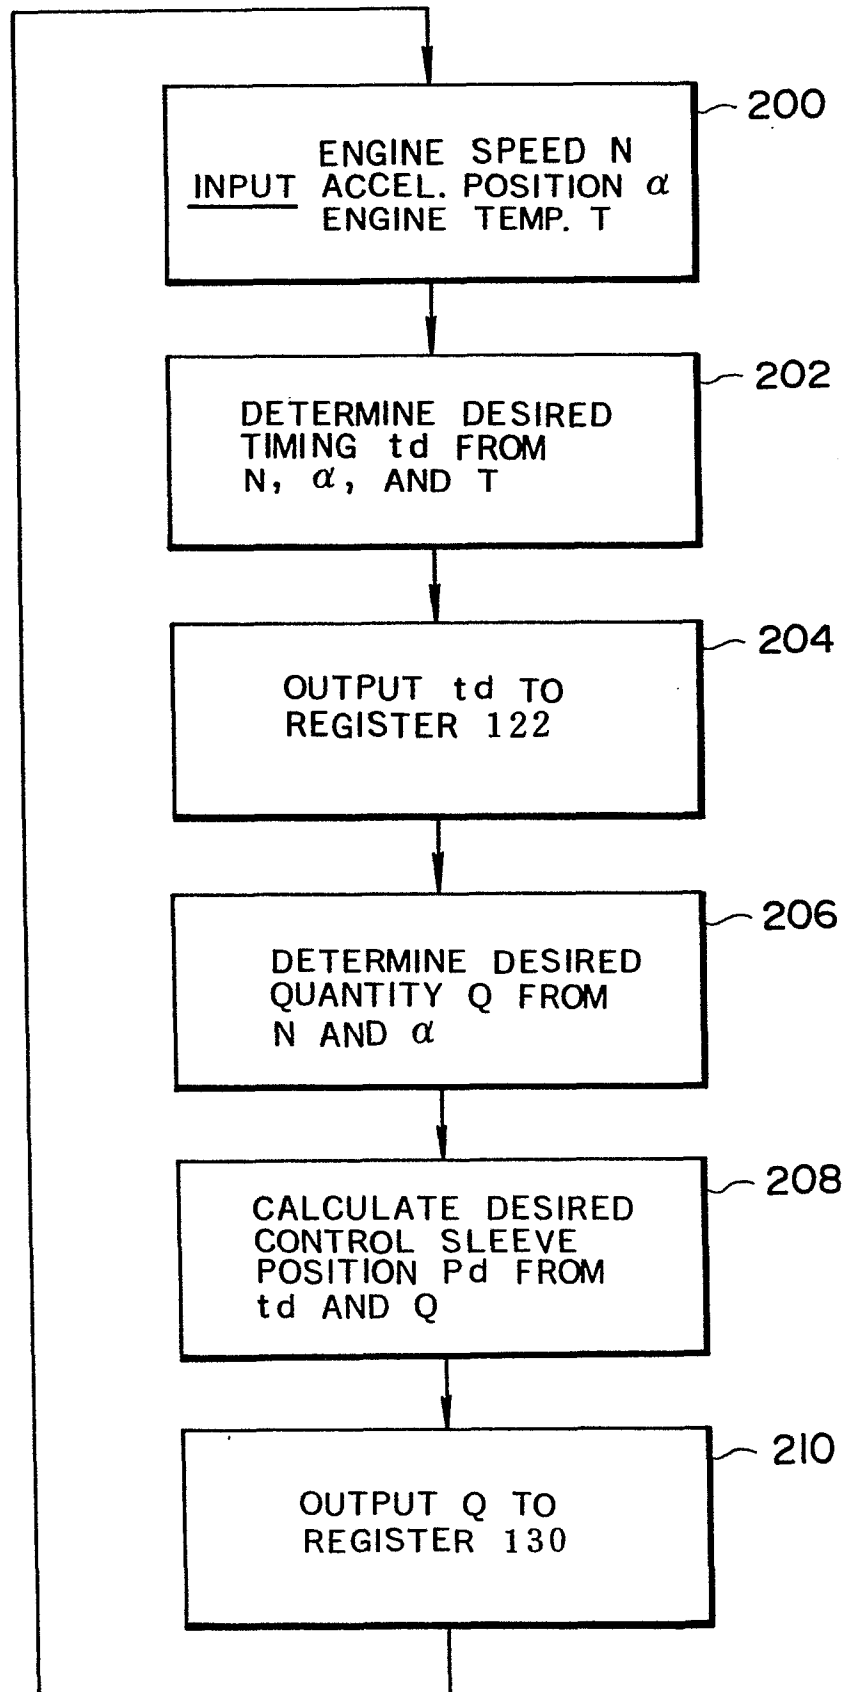 200
ENGINE SPEED N
INPUT ACCEL. POSITION α
ENGINE TEMP. T
202
DETERMINE DESIRED
TIMING td FROM
N, α, AND T
204
OUTPUT td TO
REGISTER 122
206
DETERMINE DESIRED
QUANTITY Q FROM
N AND α
208
CALCULATE DESIRED
CONTROL SLEEVE
POSITION Pd FROM
td AND Q
210
OUTPUT Q TO
REGISTER 130